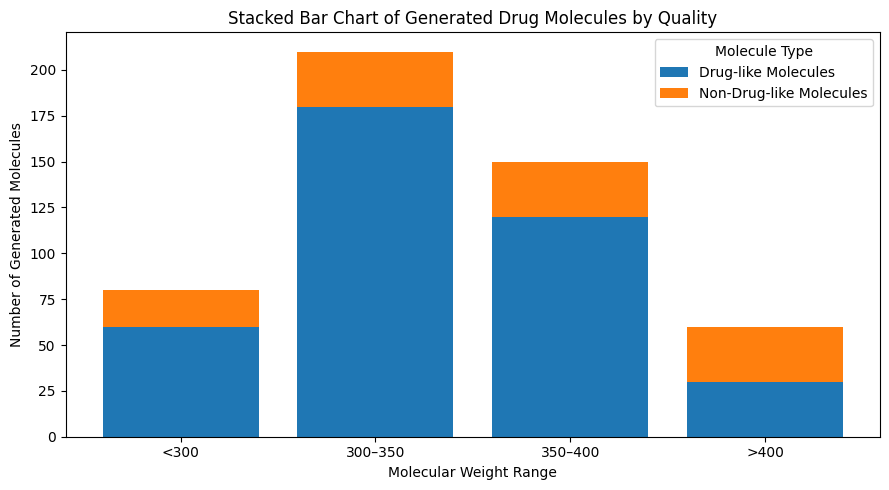 Stacked Bar Chart of Generated Drug Molecules by Quality
Molecule Type
Drug-like Molecules
Non-Drug-like Molecules
Number of Generated Molecules
200
175
150
125
100
75
50
25
0
<300
300–350
350–400
>400
Molecular Weight Range